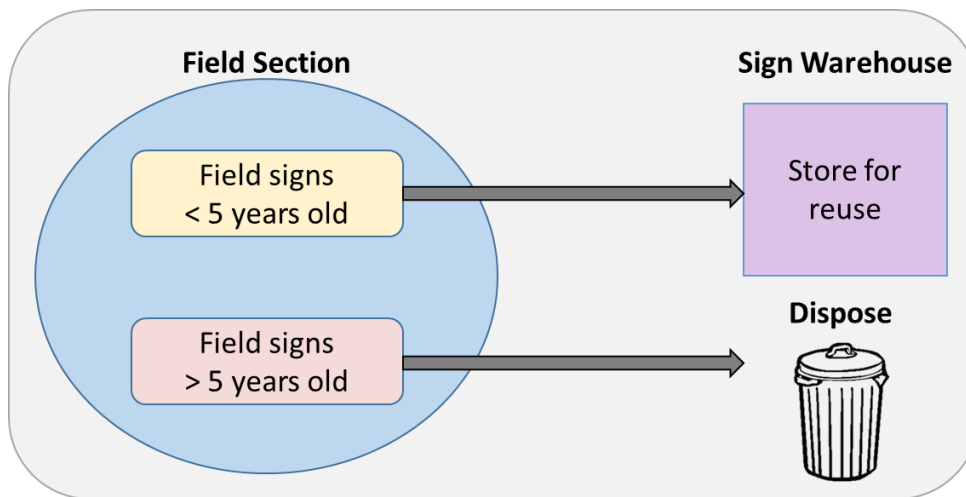 Field Section
Field signs
< 5 years old
Field signs
> 5 years old
Sign Warehouse
Store for
reuse
Dispose